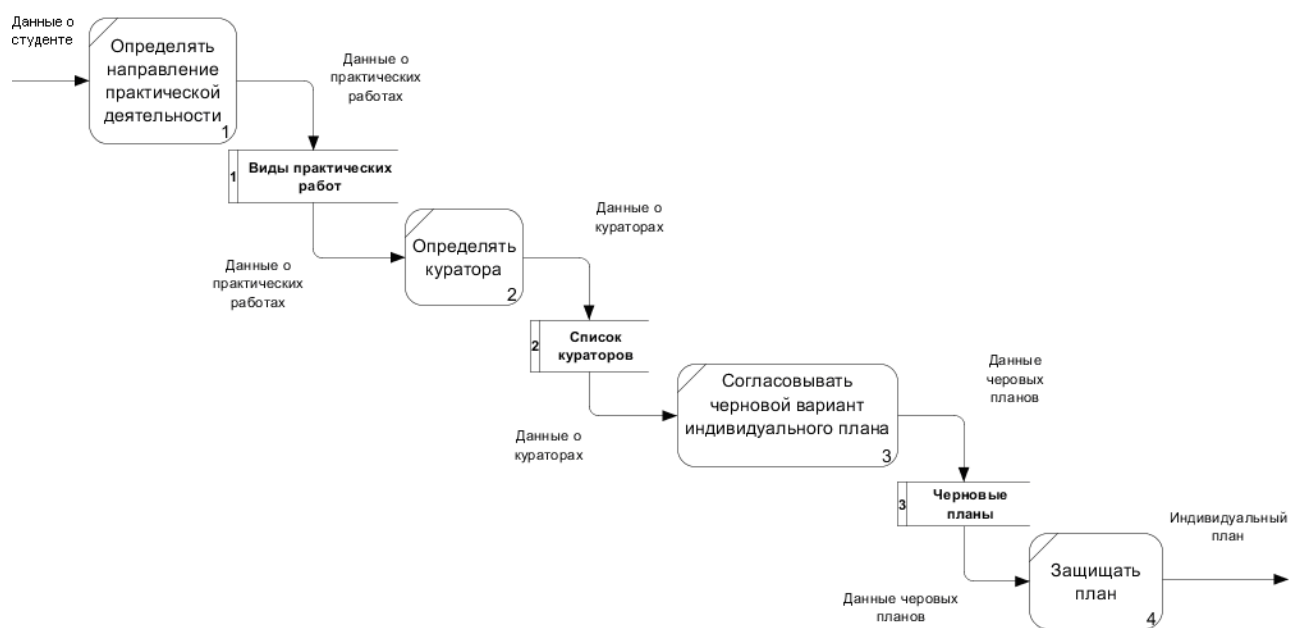 Данные о
студенте
Определять
направление
практической
деятельности
1
Данные о
практических
работах
1
Виды практических
работ
Данные о
практических
работах
Определять
куратора
2
Данные о
кураторах
2
Список
кураторов
Данные о
кураторах
Согласовывать
черновой вариант
индивидуального плана
3
Данные
черовых
планов
3
Черновые
планы
Данные черовых
планов
Защищать
план
4
Индивидуальный
план